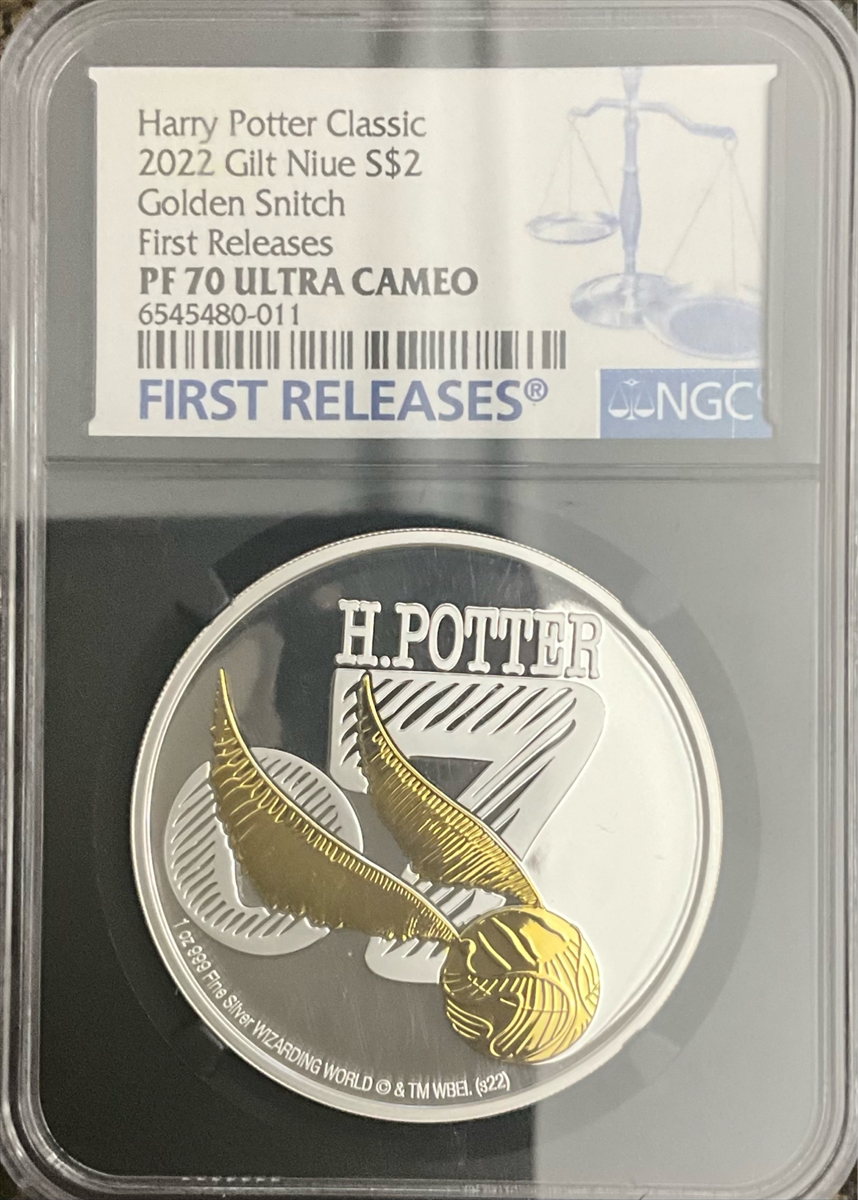 Harry Potter Classic
2022 Gilt Niue S$2
Golden Snitch
First Releases
PF 70 ULTRA CAMEO
6545480-011
FIRST RELEASES®
NGC
H.POTTER
07
1 oz 999 Fine Silver WIZARDING WORLD © & TM WBEI. (s22)